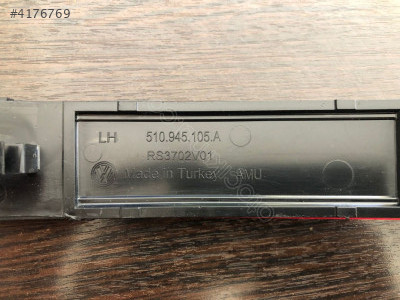 #4176769
LH 510.945.105.A
RS3702V01
Made in Turkey AMU